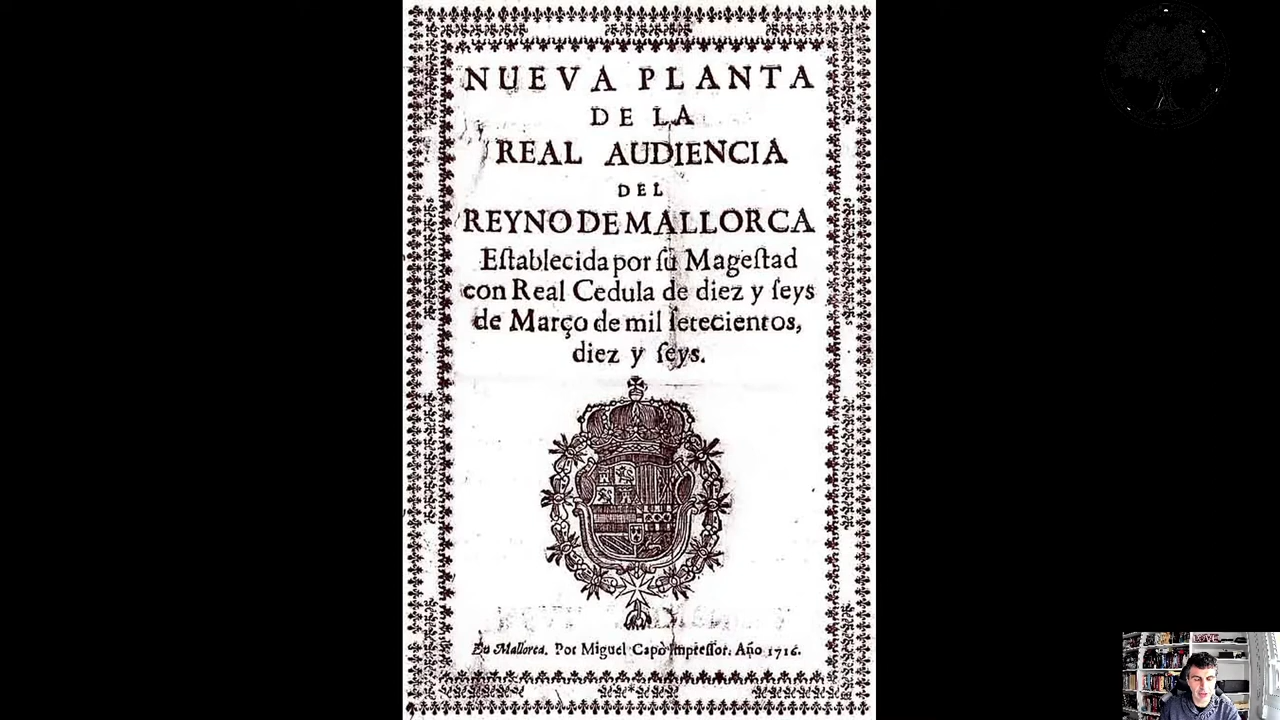 NUEVA PLANTA
DE LA
REAL AUDIENCIA
DEL
REYNO DE MALLORCA
Eſtablecida por ſu Mageſtad
con Real Cedula de diez y ſeys
de Março de mil ſetecientos,
diez y ſeys.
En Mallorca. Por Miguel Capò Impreſſor. Año 1716.
LOVE